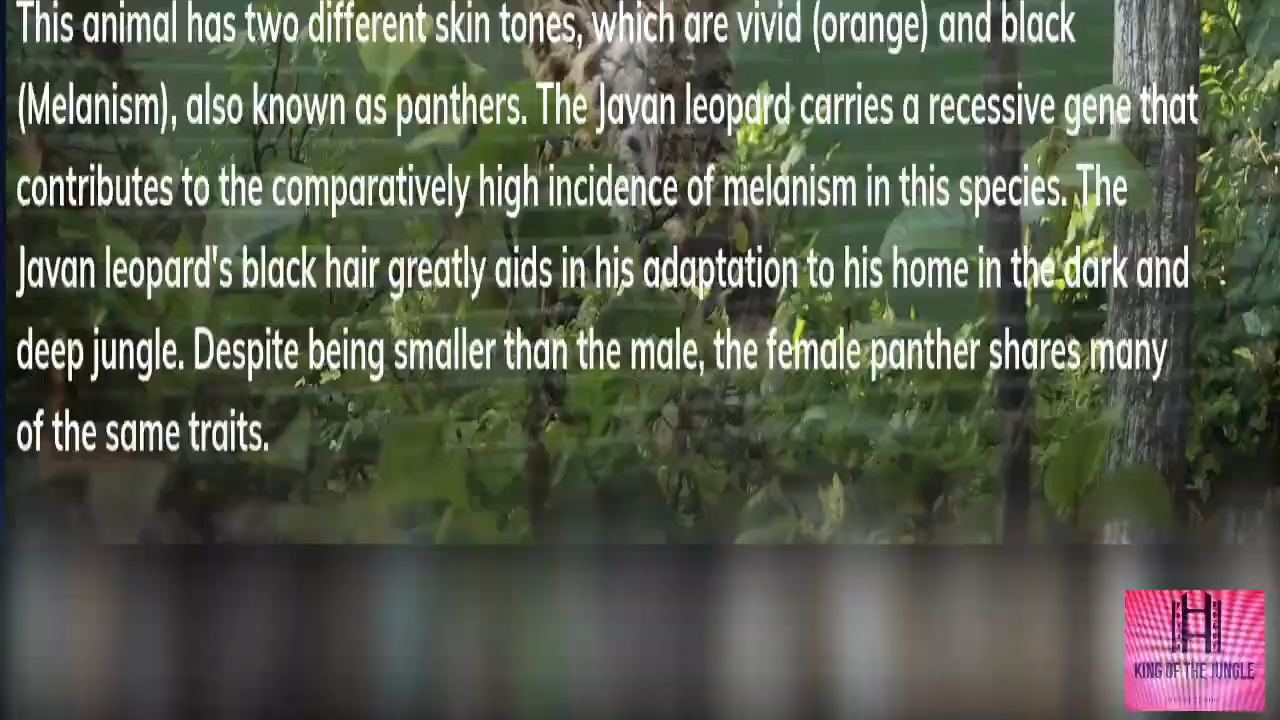 This animal has two different skin tones, which are vivid (orange) and black
(Melanism), also known as panthers. The Javan leopard carries a recessive gene that
contributes to the comparatively high incidence of melanism in this species. The
Javan leopard's black hair greatly aids in his adaptation to his home in the dark and
deep jungle. Despite being smaller than the male, the female panther shares many
of the same traits.
KING OF THE JUNGLE